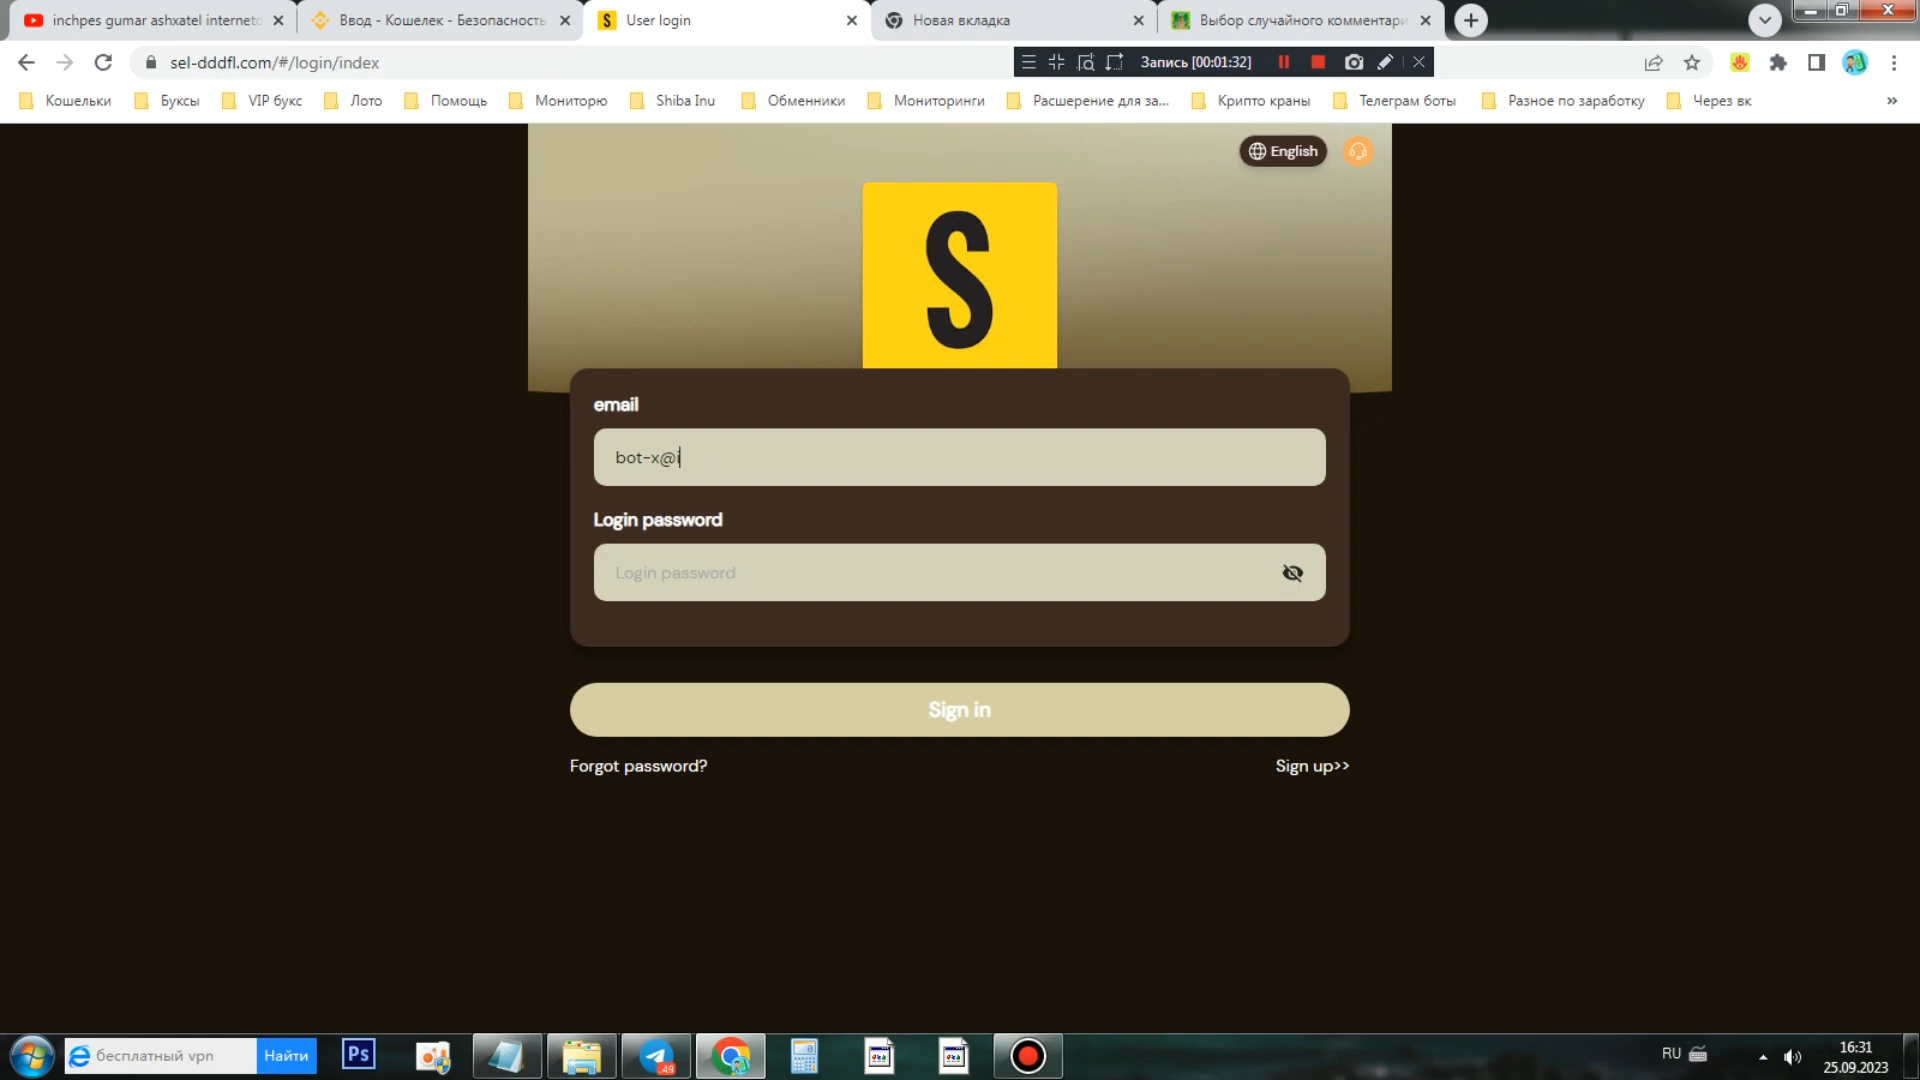 inchpes gumar ashxatel interneto
Ввод - Кошелек - Безопасность
S User login
Новая вкладка
Выбор случайного комментари
sel-dddfl.com/#/login/index
Запись [00:01:32]
Кошельки
Буксы
VIP букс
Лото
Помощь
Мониторю
Shiba Inu
Обменники
Мониторинги
Расшерение для за...
Крипто краны
Телеграм боты
Разное по заработку
Через вк
»
English
S
email
bot-x@i
Login password
Login password
Sign in
Forgot password?
Sign up>>
бесплатный vpn
Найти
Ps
49
RU
16:31
25.09.2023